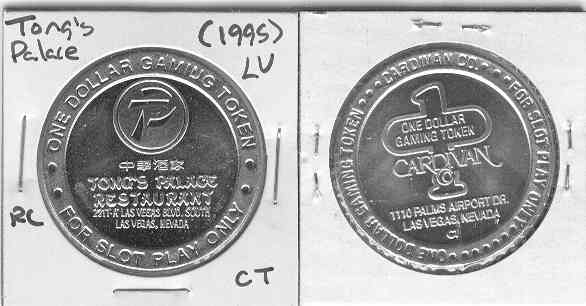 Tong's
Palace
(1995)
LV
ONE DOLLAR GAMING TOKEN
TP
中華酒家
TONG'S PALACE
RESTAURANT
LAS VEGAS BLVD. SOUTH
LAS VEGAS, NEVADA
FOR SLOT PLAY ONLY
RC
CT
CARDIVAN CO.
FOR SLOT PLAY ONLY
ONE DOLLAR GAMING TOKEN
1
ONE DOLLAR
GAMING TOKEN
CARDIVAN
CO
1110 PALMS AIRPORT DR.
LAS VEGAS, NEVADA